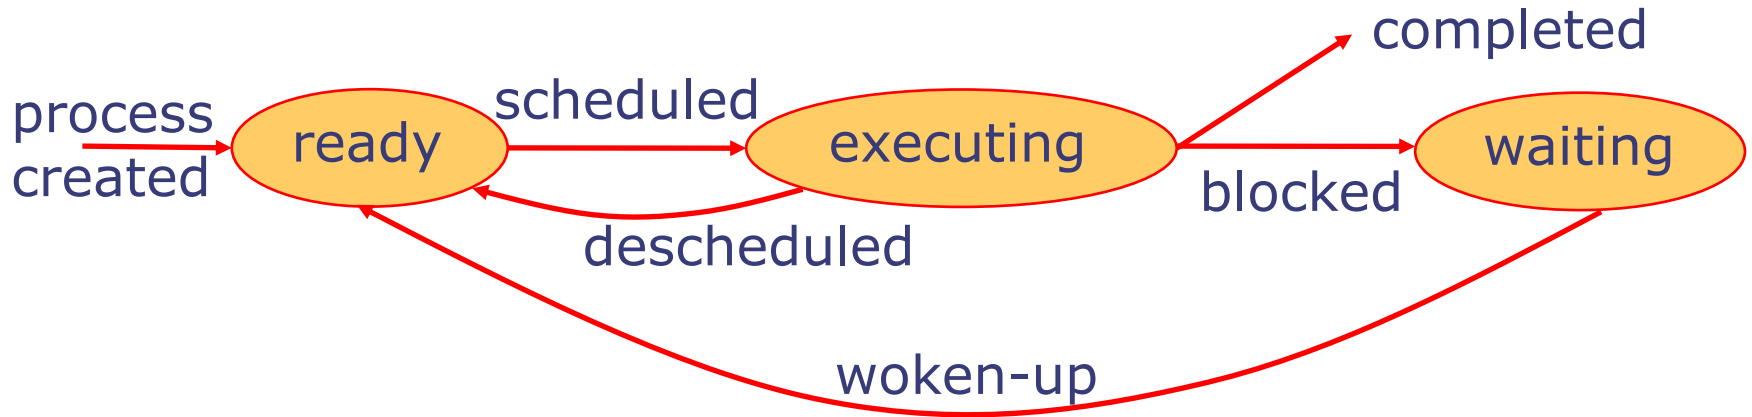 completed
process
created
ready
scheduled
executing
waiting
blocked
descheduled
woken-up